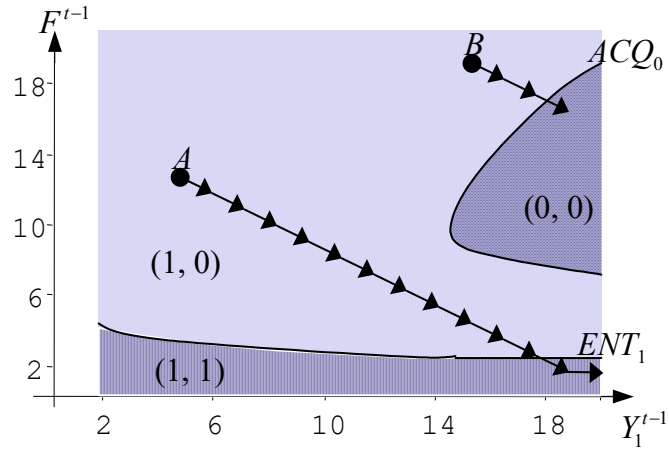 F^{t-1}
B
ACQ_0
18
A
14
(0, 0)
10
(1, 0)
6
ENT_1
2
(1, 1)
2 6 10 14 18 Y_1^{t-1}